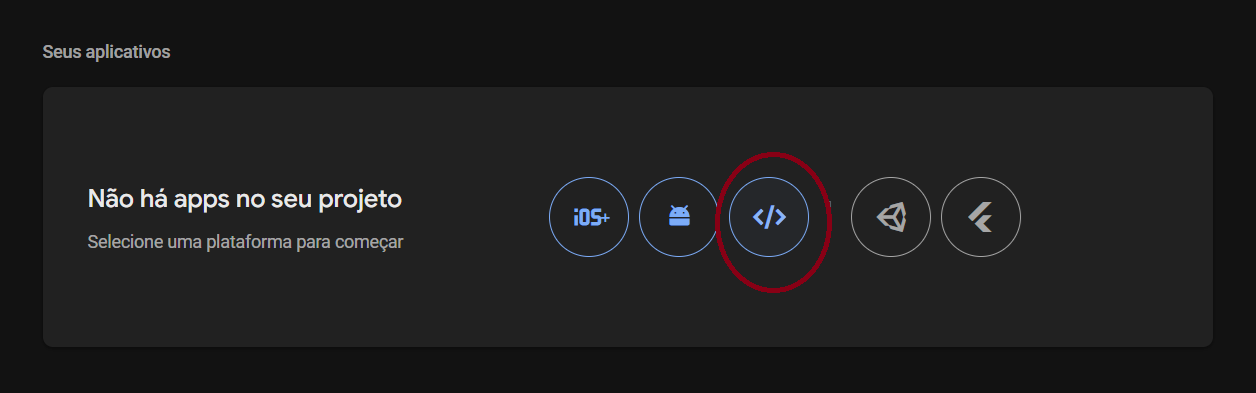 Seus aplicativos
Não há apps no seu projeto
Selecione uma plataforma para começar
iOS+
</>